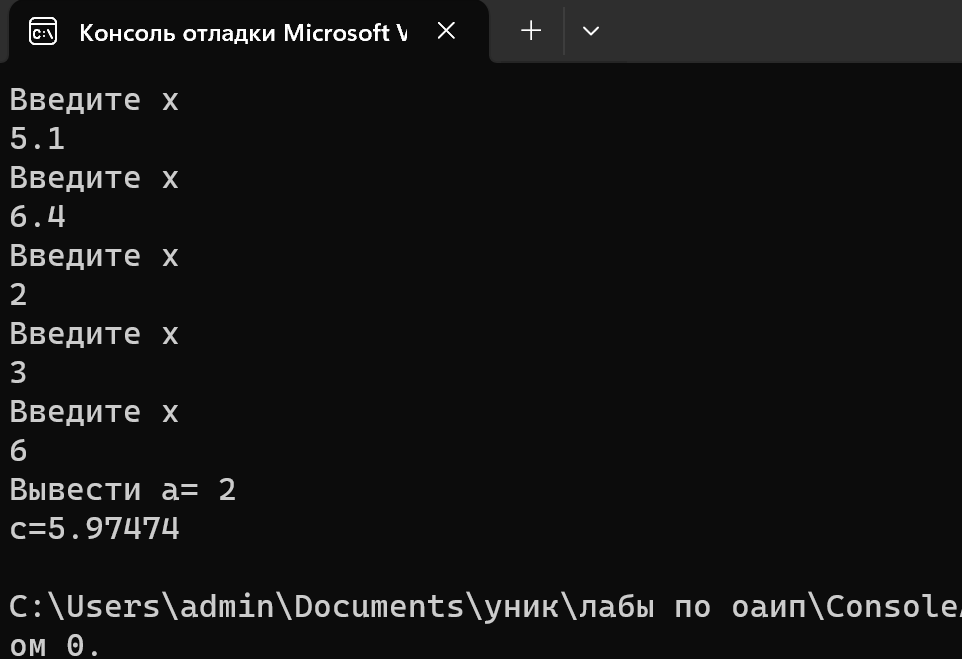 Консоль отладки Microsoft V
Введите x
5.1
Введите x
6.4
Введите x
2
Введите x
3
Введите x
6
Вывести a= 2
c=5.97474
C:\Users\admin\Documents\уник\лабы по оаип\Console
ом 0.